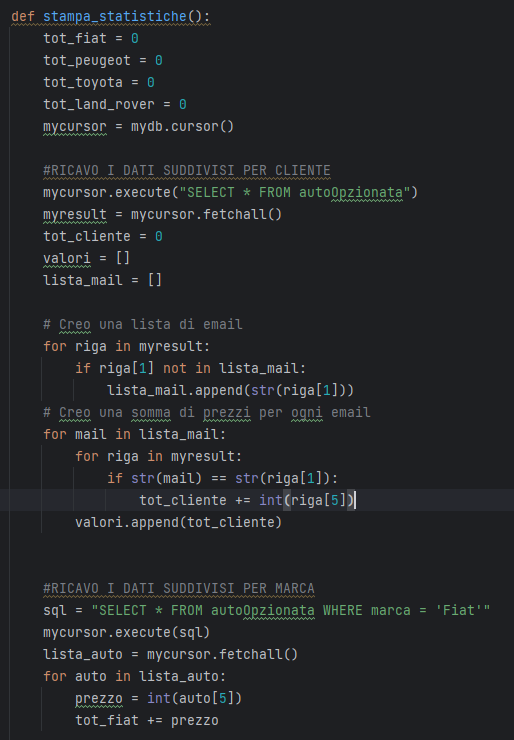 def stampa_statistiche():
    tot_fiat = 0
    tot_peugeot = 0
    tot_toyota = 0
    tot_land_rover = 0
    mycursor = mydb.cursor()

    #RICAVO I DATI SUDDIVISI PER CLIENTE
    mycursor.execute("SELECT * FROM autoOpzionata")
    myresult = mycursor.fetchall()
    tot_cliente = 0
    valori = []
    lista_mail = []

    # Creo una lista di email
    for riga in myresult:
        if riga[1] not in lista_mail:
            lista_mail.append(str(riga[1]))
    # Creo una somma di prezzi per ogni email
    for mail in lista_mail:
        for riga in myresult:
            if str(mail) == str(riga[1]):
                tot_cliente += int(riga[5])
        valori.append(tot_cliente)


    #RICAVO I DATI SUDDIVISI PER MARCA
    sql = "SELECT * FROM autoOpzionata WHERE marca = 'Fiat'"
    mycursor.execute(sql)
    lista_auto = mycursor.fetchall()
    for auto in lista_auto:
        prezzo = int(auto[5])
        tot_fiat += prezzo